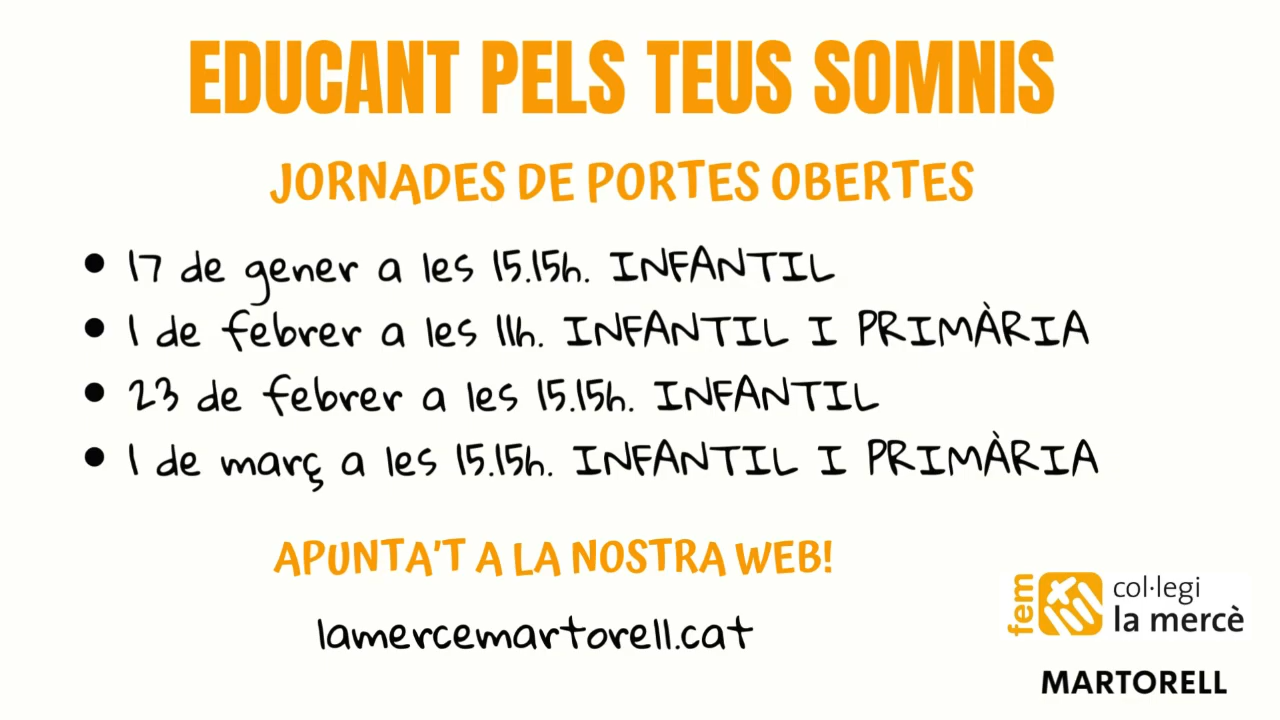 EDUCANT PELS TEUS SOMNIS
JORNADES DE PORTES OBERTES
• 17 de gener a les 15.15h. INFANTIL
• 1 de febrer a les 11h. INFANTIL I PRIMÀRIA
• 23 de febrer a les 15.15h. INFANTIL
• 1 de març a les 15.15h. INFANTIL I PRIMÀRIA
APUNTA'T A LA NOSTRA WEB!
lamercemartorell.cat
fem
col·legi
la mercè
MARTORELL